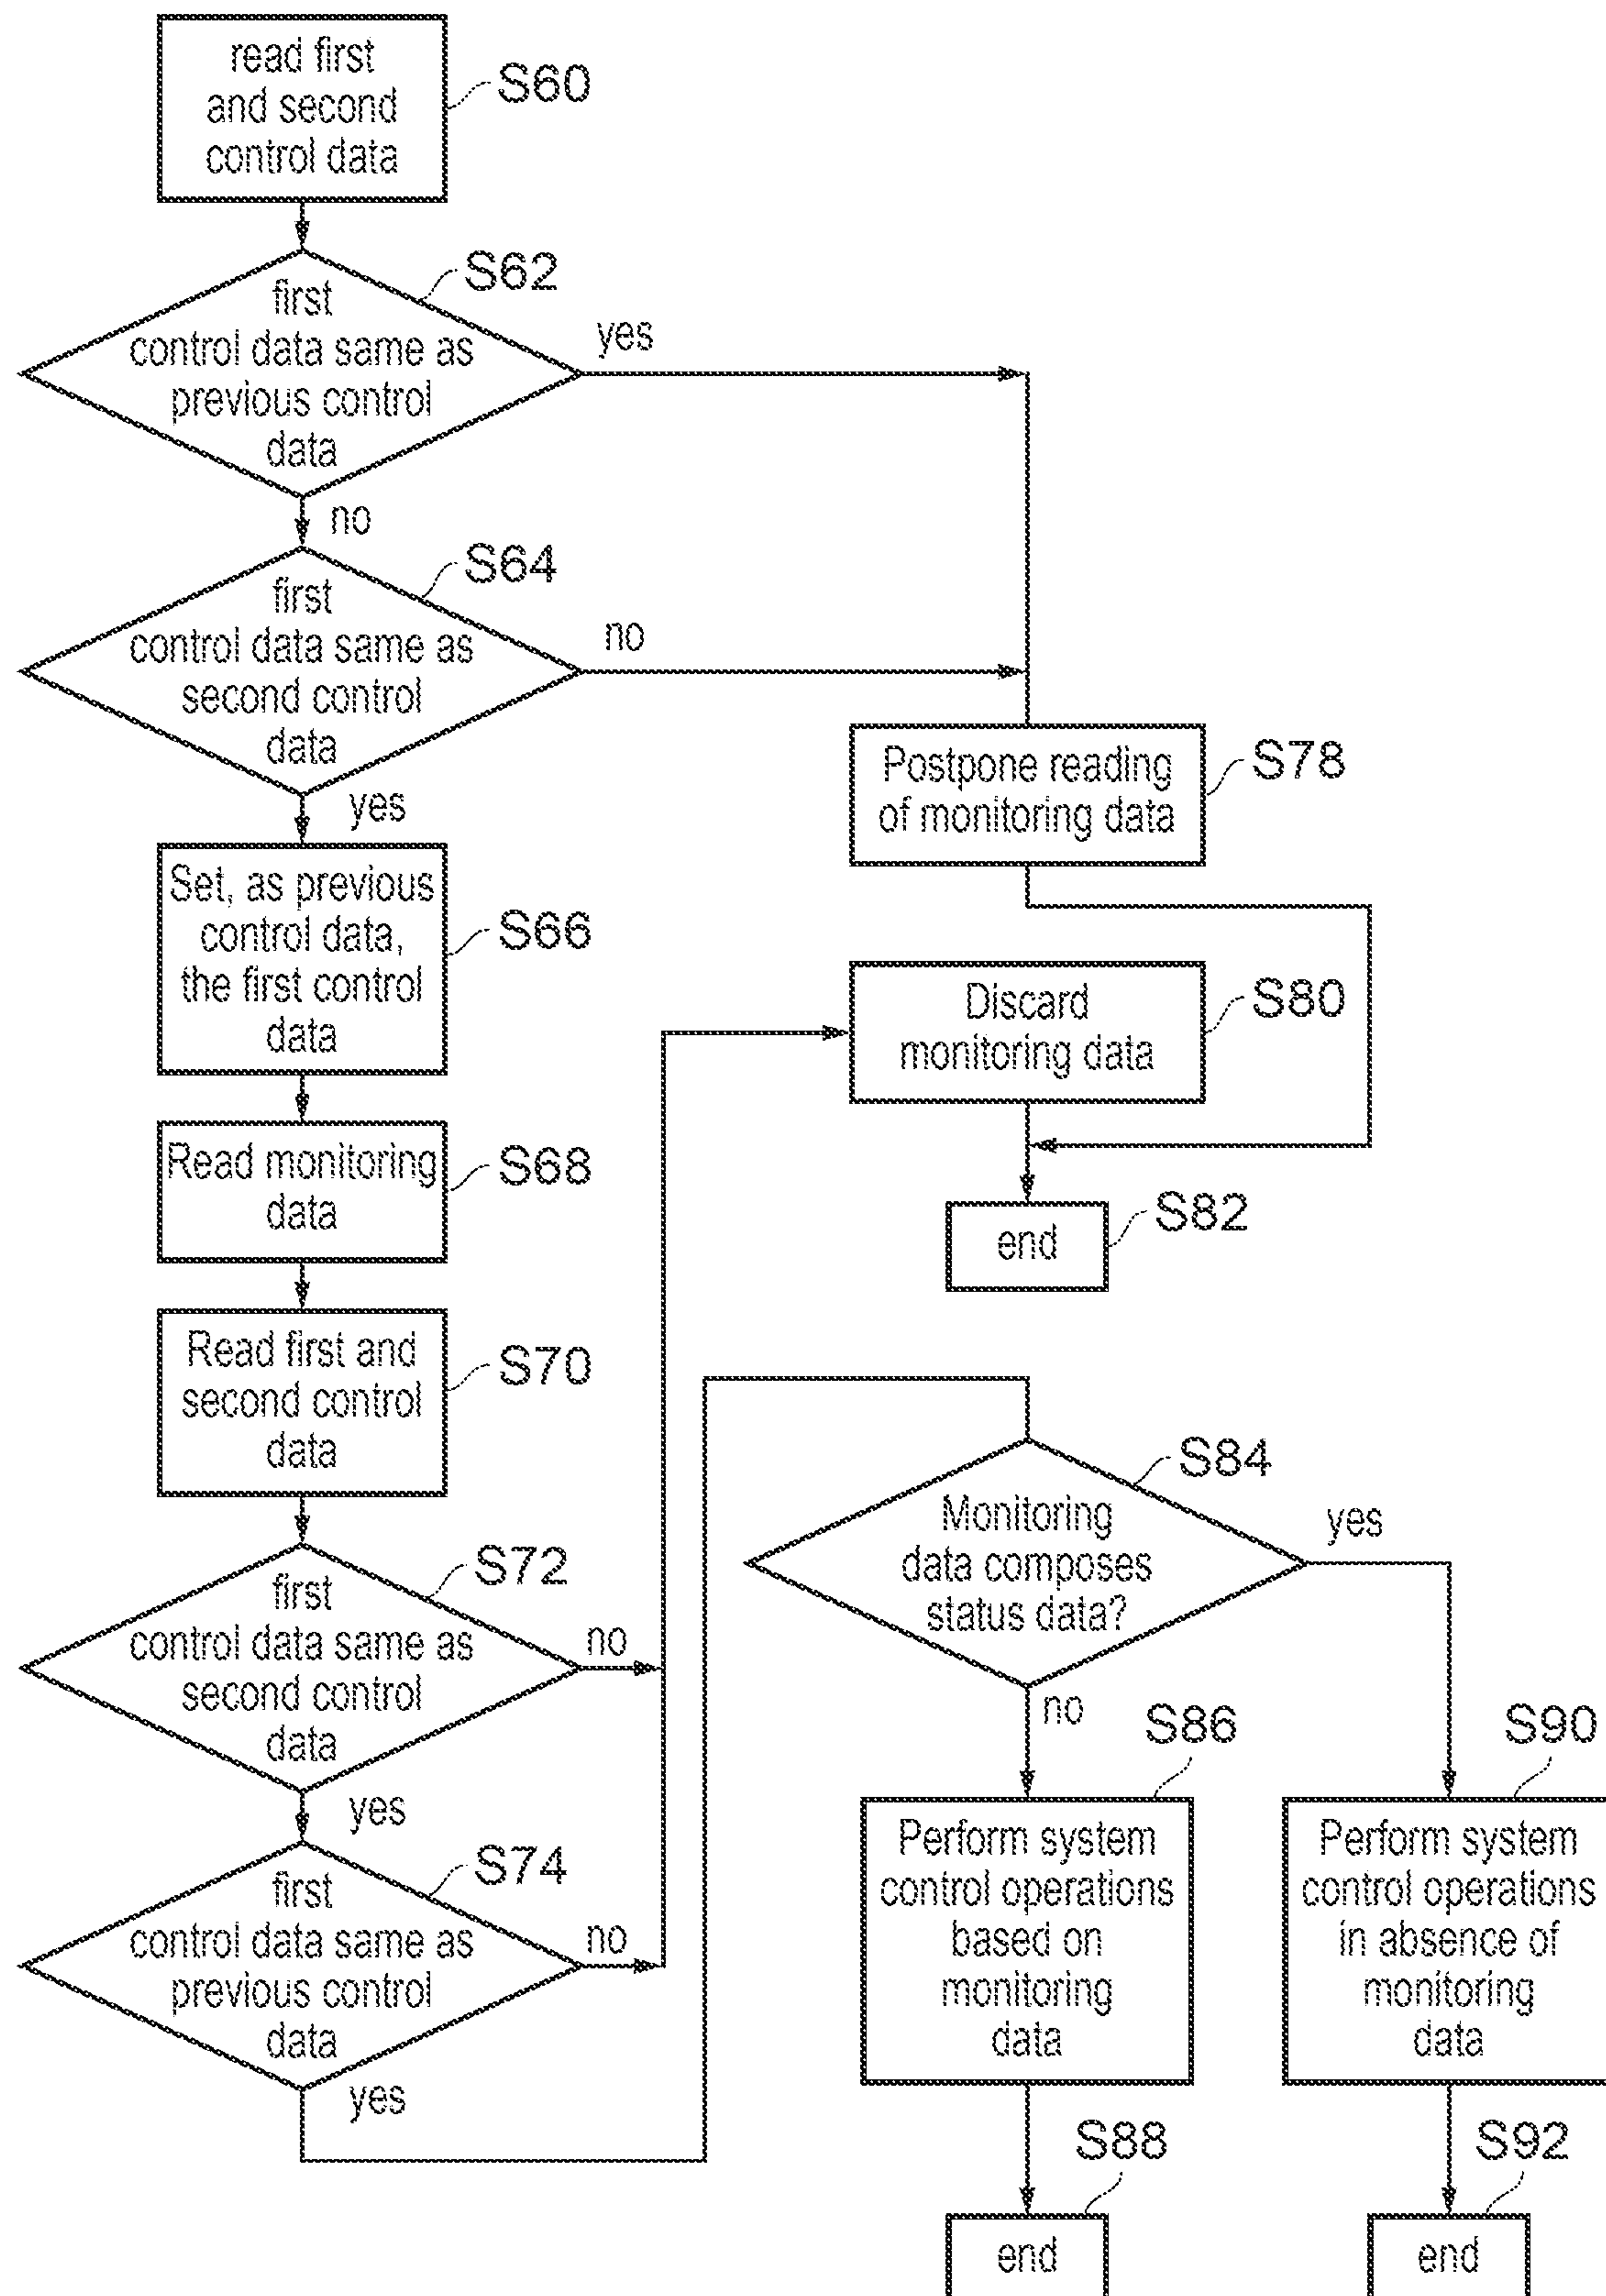 read first
and second
control data
S60
S62
first
control data same as
previous control
data
yes
no
S64
first
control data same as
second control
data
no
yes
Set, as previous
control data,
the first control
data
S66
Read monitoring
data
S68
Read first and
second control
data
S70
S72
first
control data same as
second control
data
no
yes
S74
first
control data same as
previous control
data
no
yes
Postpone reading
of monitoring data
S78
Discard
monitoring data
S80
end
S82
S84
Monitoring
data composes
status data?
yes
no
S86
Perform system
control operations
based on
monitoring
data
S88
end
S90
Perform system
control operations
in absence of
monitoring
data
S92
end